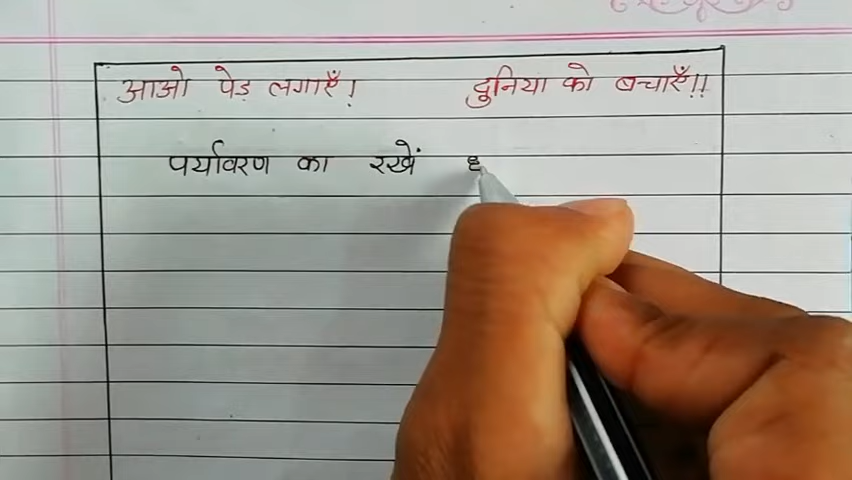 आओ पेड़ लगाएँ! दुनिया को बचाएँ!!
पर्यावरण का रखें